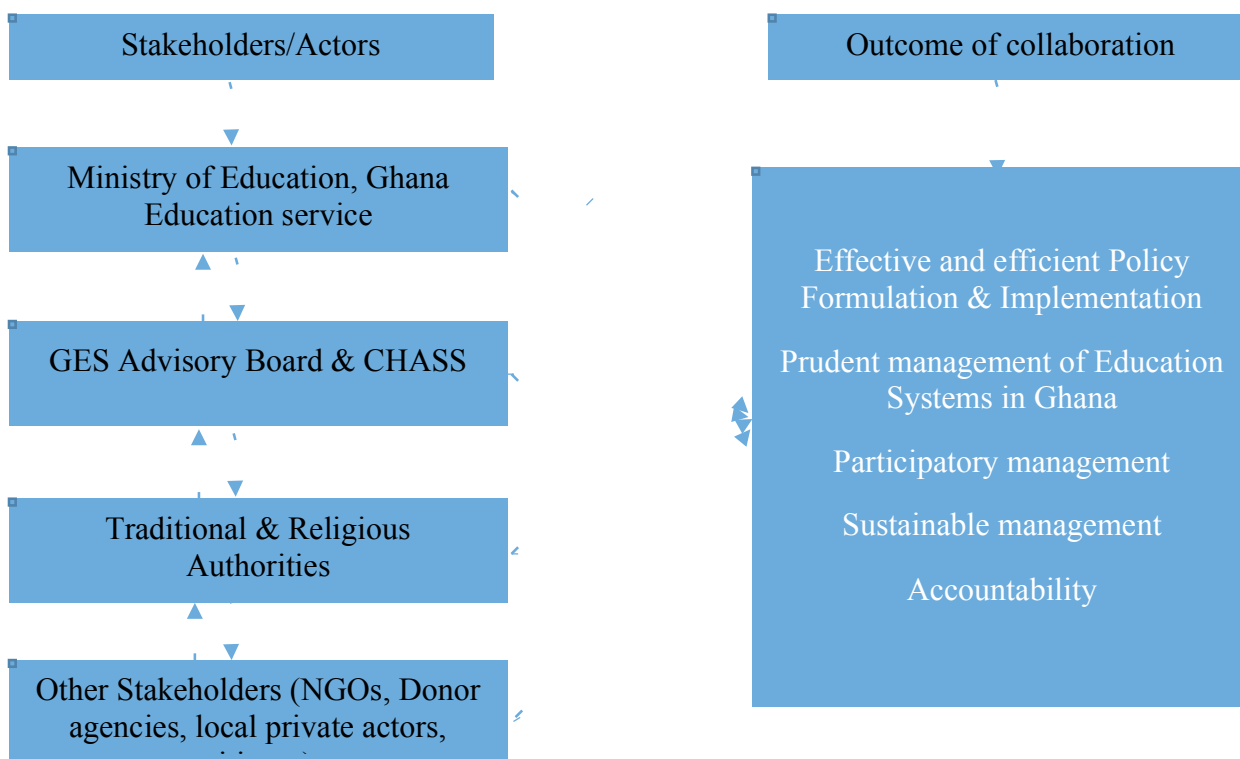 Stakeholders/Actors
Ministry of Education, Ghana
Education service
GES Advisory Board & CHASS
Traditional & Religious
Authorities
Other Stakeholders (NGOs, Donor
agencies, local private actors,
Outcome of collaboration
Effective and efficient Policy
Formulation & Implementation
Prudent management of Education
Systems in Ghana
Participatory management
Sustainable management
Accountability